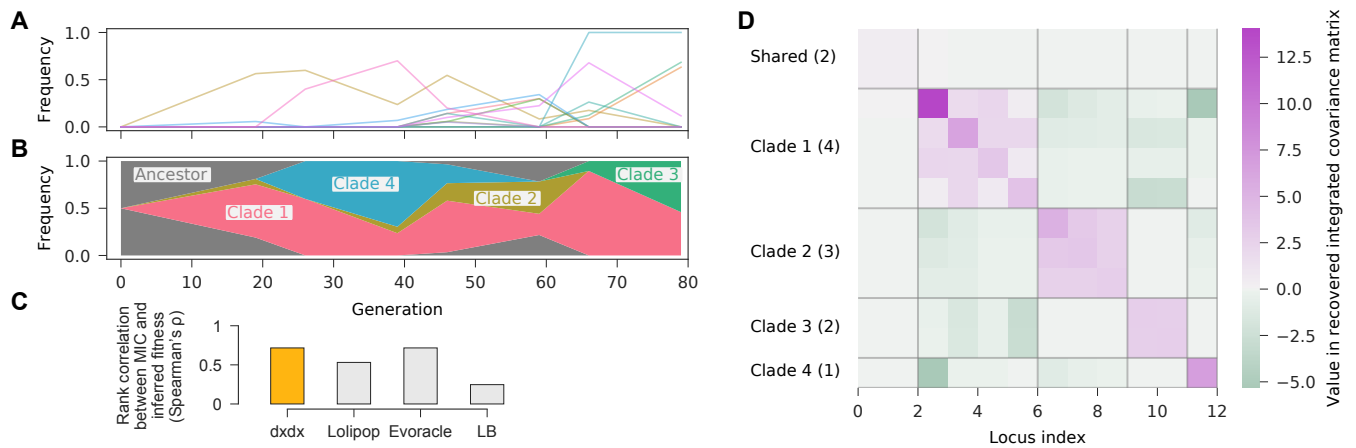 A
Frequency
1.0
0.5
0.0
B
Frequency
1.0
0.5
0.0
Ancestor
Clade 1
Clade 4
Clade 2
Clade 3
0 10 20 30 40 50 60 70 80
Generation
C
Rank correlation
between MIC and
inferred fitness
(Spearman's ρ)
1
0.5
0
dxdx Lolipop Evoracle LB
D
Shared (2)
Clade 1 (4)
Clade 2 (3)
Clade 3 (2)
Clade 4 (1)
0 2 4 6 8 10 12
Locus index
12.5
10.0
7.5
5.0
2.5
0.0
−2.5
−5.0
Value in recovered integrated covariance matrix